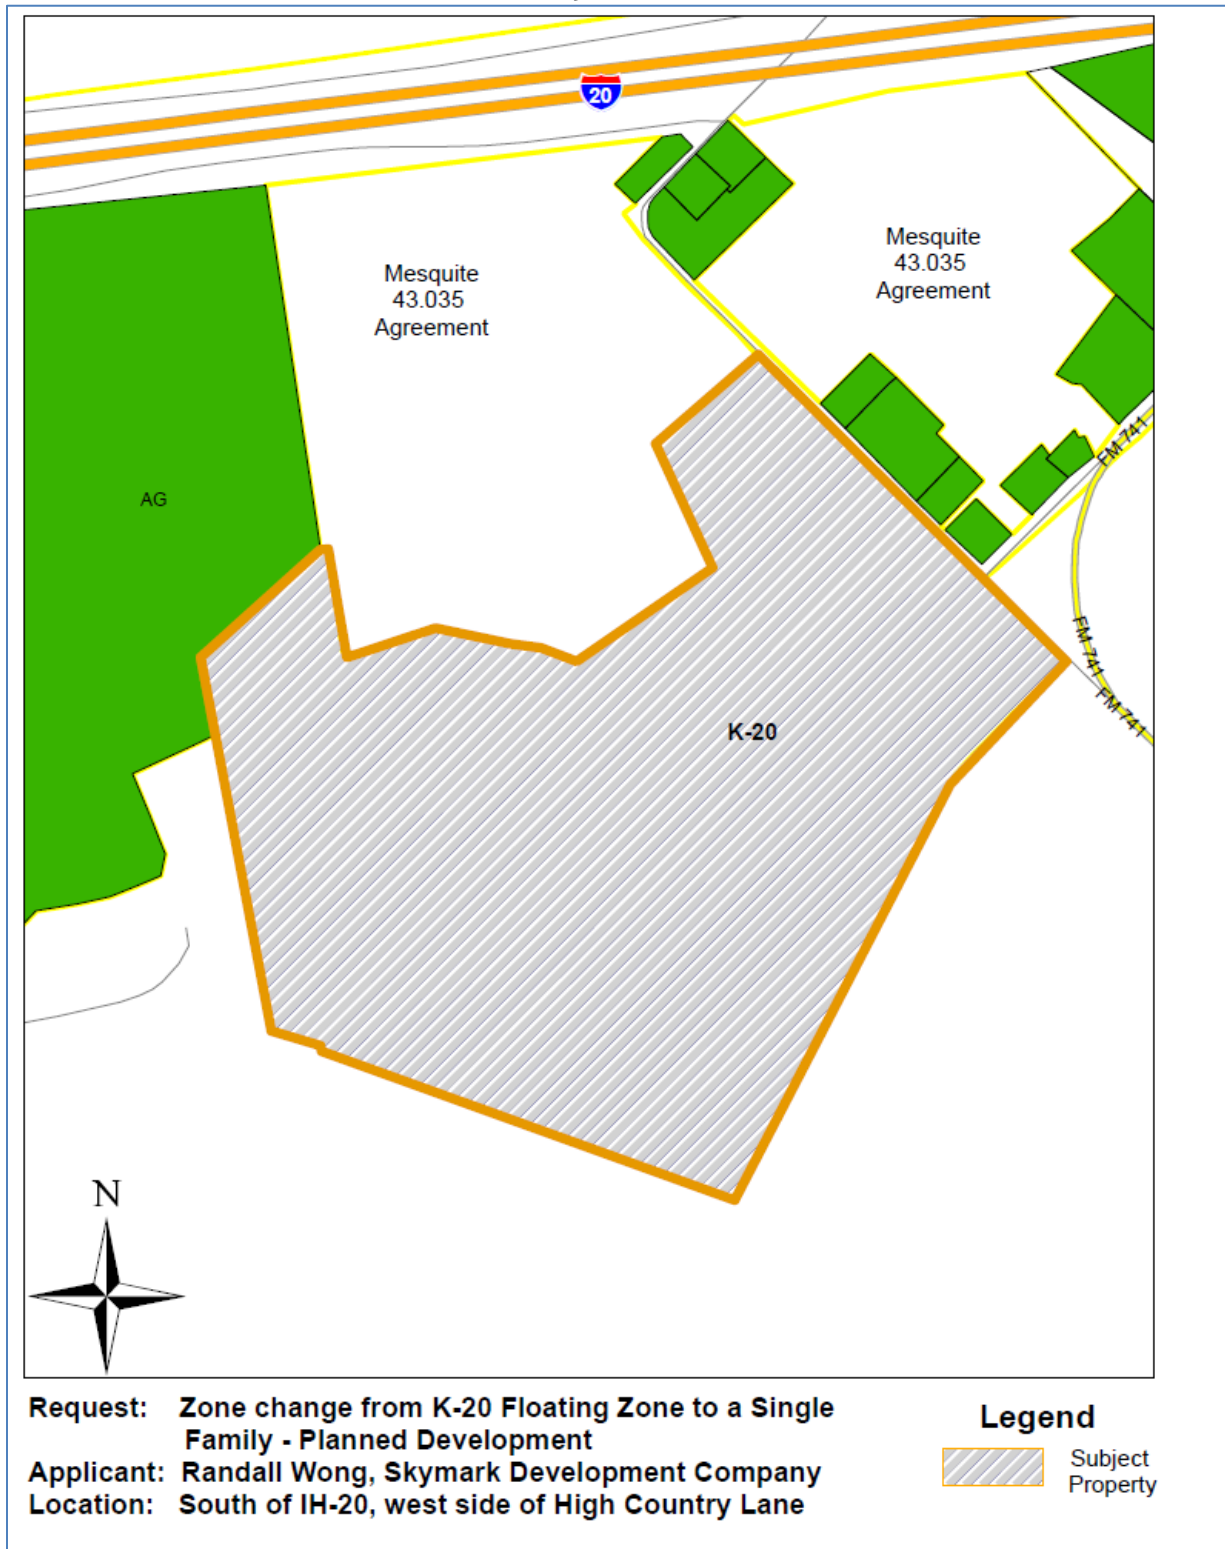 20
Mesquite
43.035
Agreement
Mesquite
43.035
Agreement
FM 741
AG
FM 741
FM 741
K-20
N
Request: Zone change from K-20 Floating Zone to a Single
Family - Planned Development
Applicant: Randall Wong, Skymark Development Company
Location: South of IH-20, west side of High Country Lane
Legend
Subject
Property